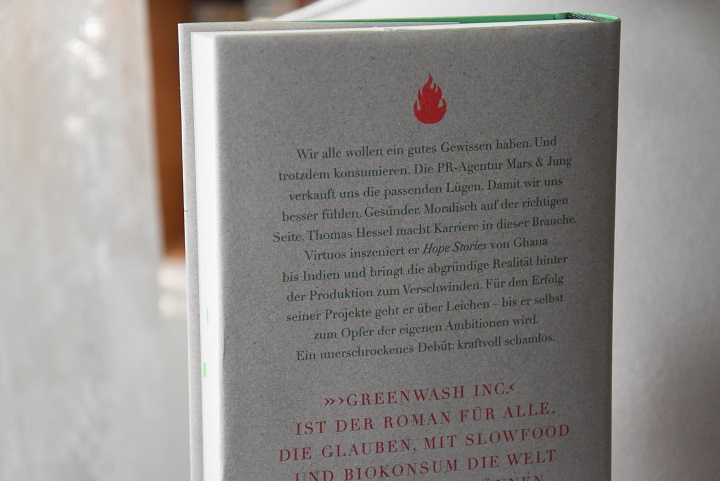 Wir alle wollen ein gutes Gewissen haben. Und
trotzdem konsumieren. Die PR-Agentur Mars & Jung
verkauft uns die passenden Lügen. Damit wir uns
besser fühlen. Gesünder. Moralisch auf der richtigen
Seite. Thomas Hessel macht Karriere in dieser Branche.
Virtuos inszeniert er Hope Stories von Ghana
bis Indien und bringt die abgründige Realität hinter
der Produktion zum Verschwinden. Für den Erfolg
seiner Projekte geht er über Leichen – bis er selbst
zum Opfer der eigenen Ambitionen wird.
Ein unerschrockenes Debüt: kraftvoll schamlos.
»›GREENWASH INC.‹
IST DER ROMAN FÜR ALLE,
DIE GLAUBEN, MIT SLOWFOOD
UND BIOKONSUM DIE WELT